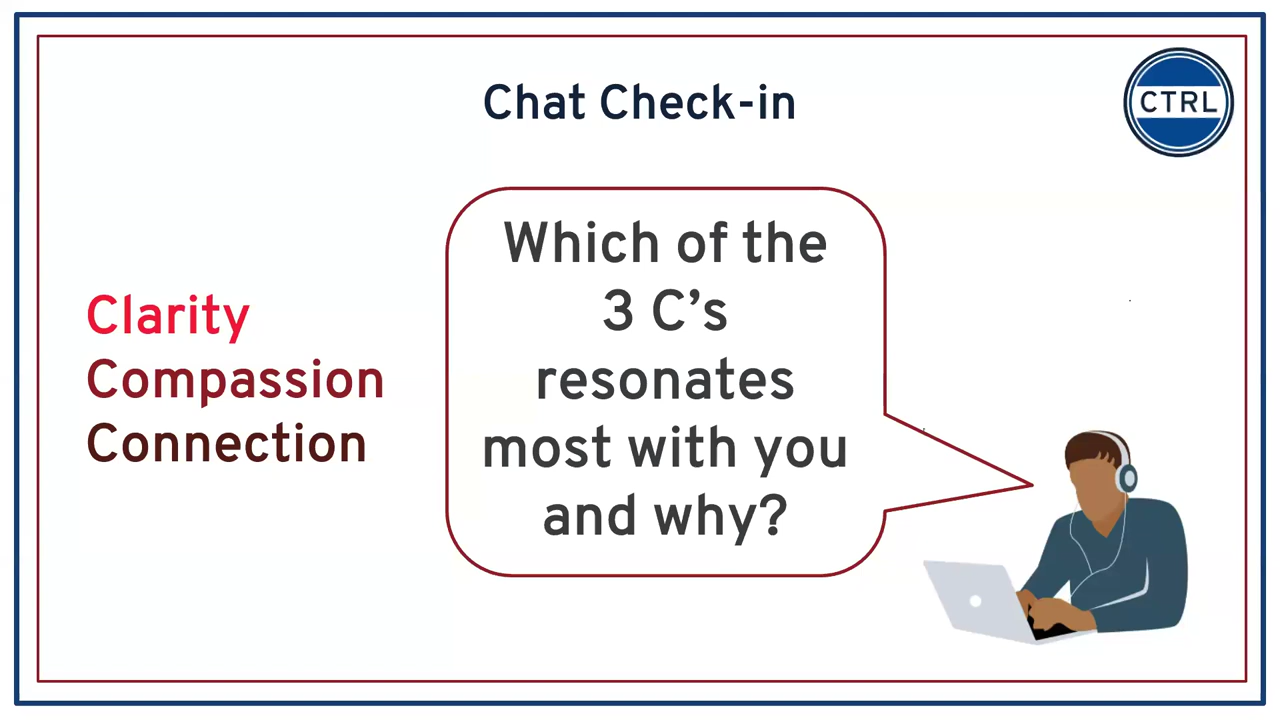 Chat Check-in
CTRL
Clarity
Compassion
Connection
Which of the
3 C’s
resonates
most with you
and why?